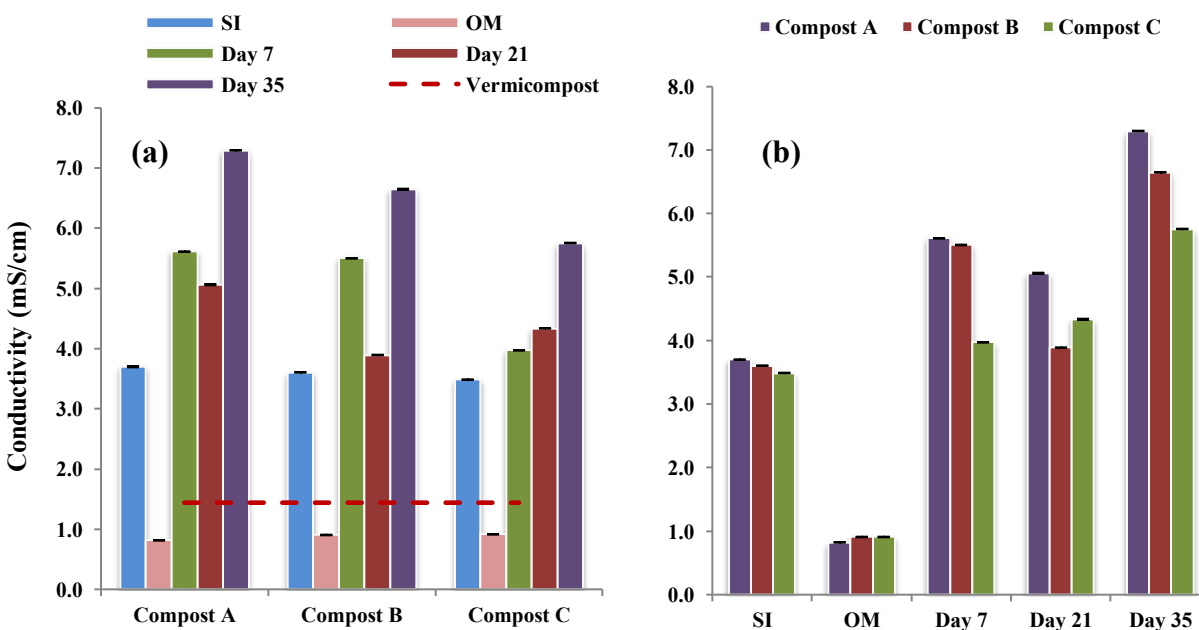 SI OM
Day 7 Day 21
Day 35 Vermicompost
(a)
Conductivity (mS/cm)
8.0
7.0
6.0
5.0
4.0
3.0
2.0
1.0
0.0
Compost A Compost B Compost C
Compost A Compost B Compost C
(b)
8.0
7.0
6.0
5.0
4.0
3.0
2.0
1.0
0.0
SI OM Day 7 Day 21 Day 35